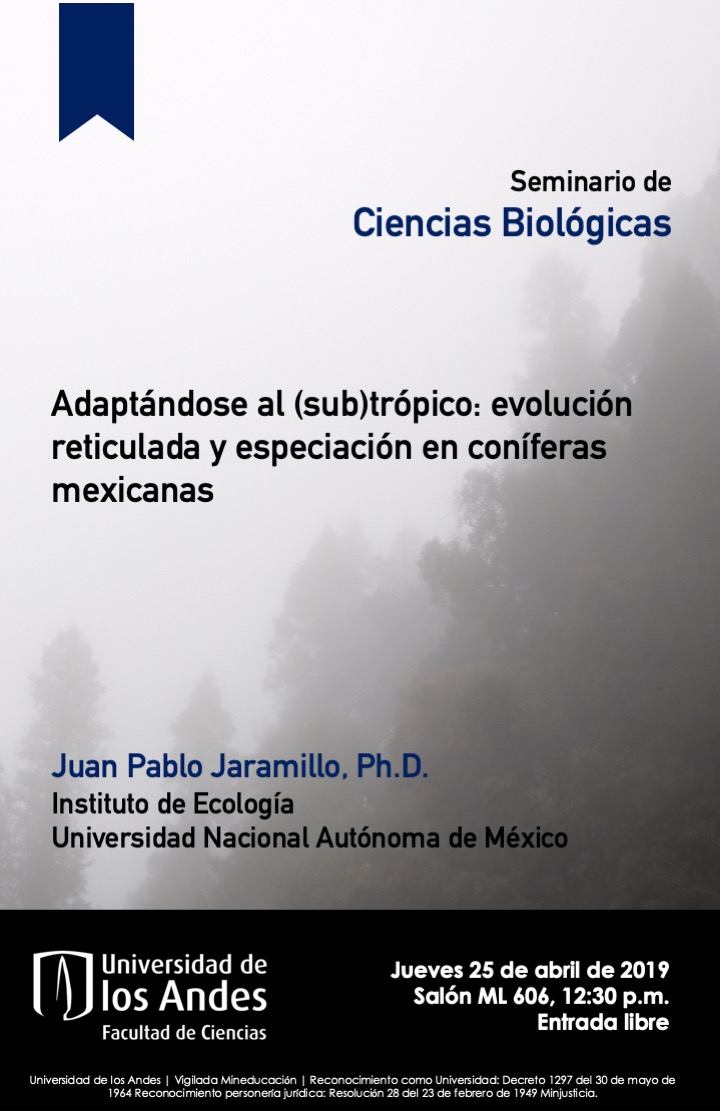 Seminario de
Ciencias Biológicas
Adaptándose al (sub)trópico: evolución
reticulada y especiación en coníferas
mexicanas
Juan Pablo Jaramillo, Ph.D.
Instituto de Ecología
Universidad Nacional Autónoma de México
Universidad de
los Andes
Facultad de Ciencias
Jueves 25 de abril de 2019
Salón ML 606, 12:30 p.m.
Entrada libre
Universidad de los Andes | Vigilada Mineducación | Reconocimiento como Universidad: Decreto 1297 del 30 de mayo de
1964 Reconocimiento personería jurídica: Resolución 28 del 23 de febrero de 1949 Minjusticia.